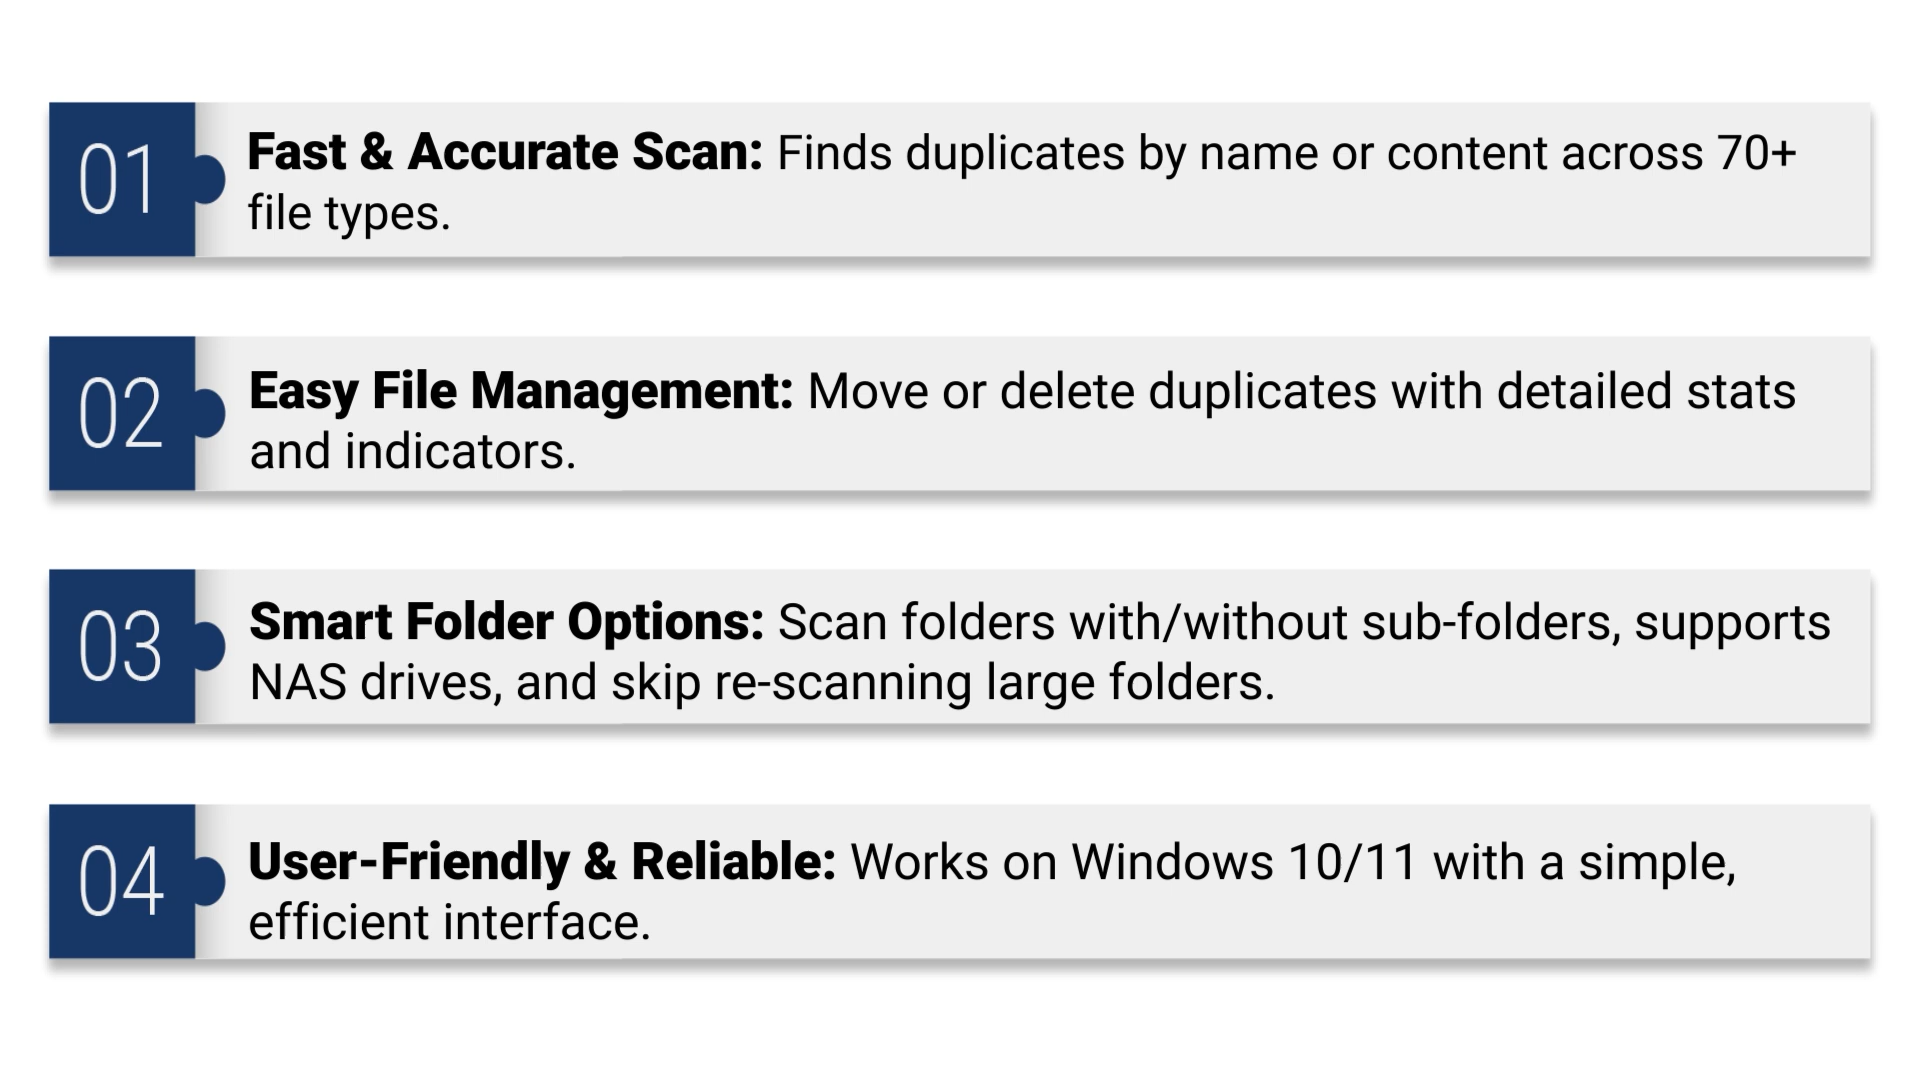 01
Fast & Accurate Scan: Finds duplicates by name or content across 70+
file types.
02
Easy File Management: Move or delete duplicates with detailed stats
and indicators.
03
Smart Folder Options: Scan folders with/without sub-folders, supports
NAS drives, and skip re-scanning large folders.
04
User-Friendly & Reliable: Works on Windows 10/11 with a simple,
efficient interface.